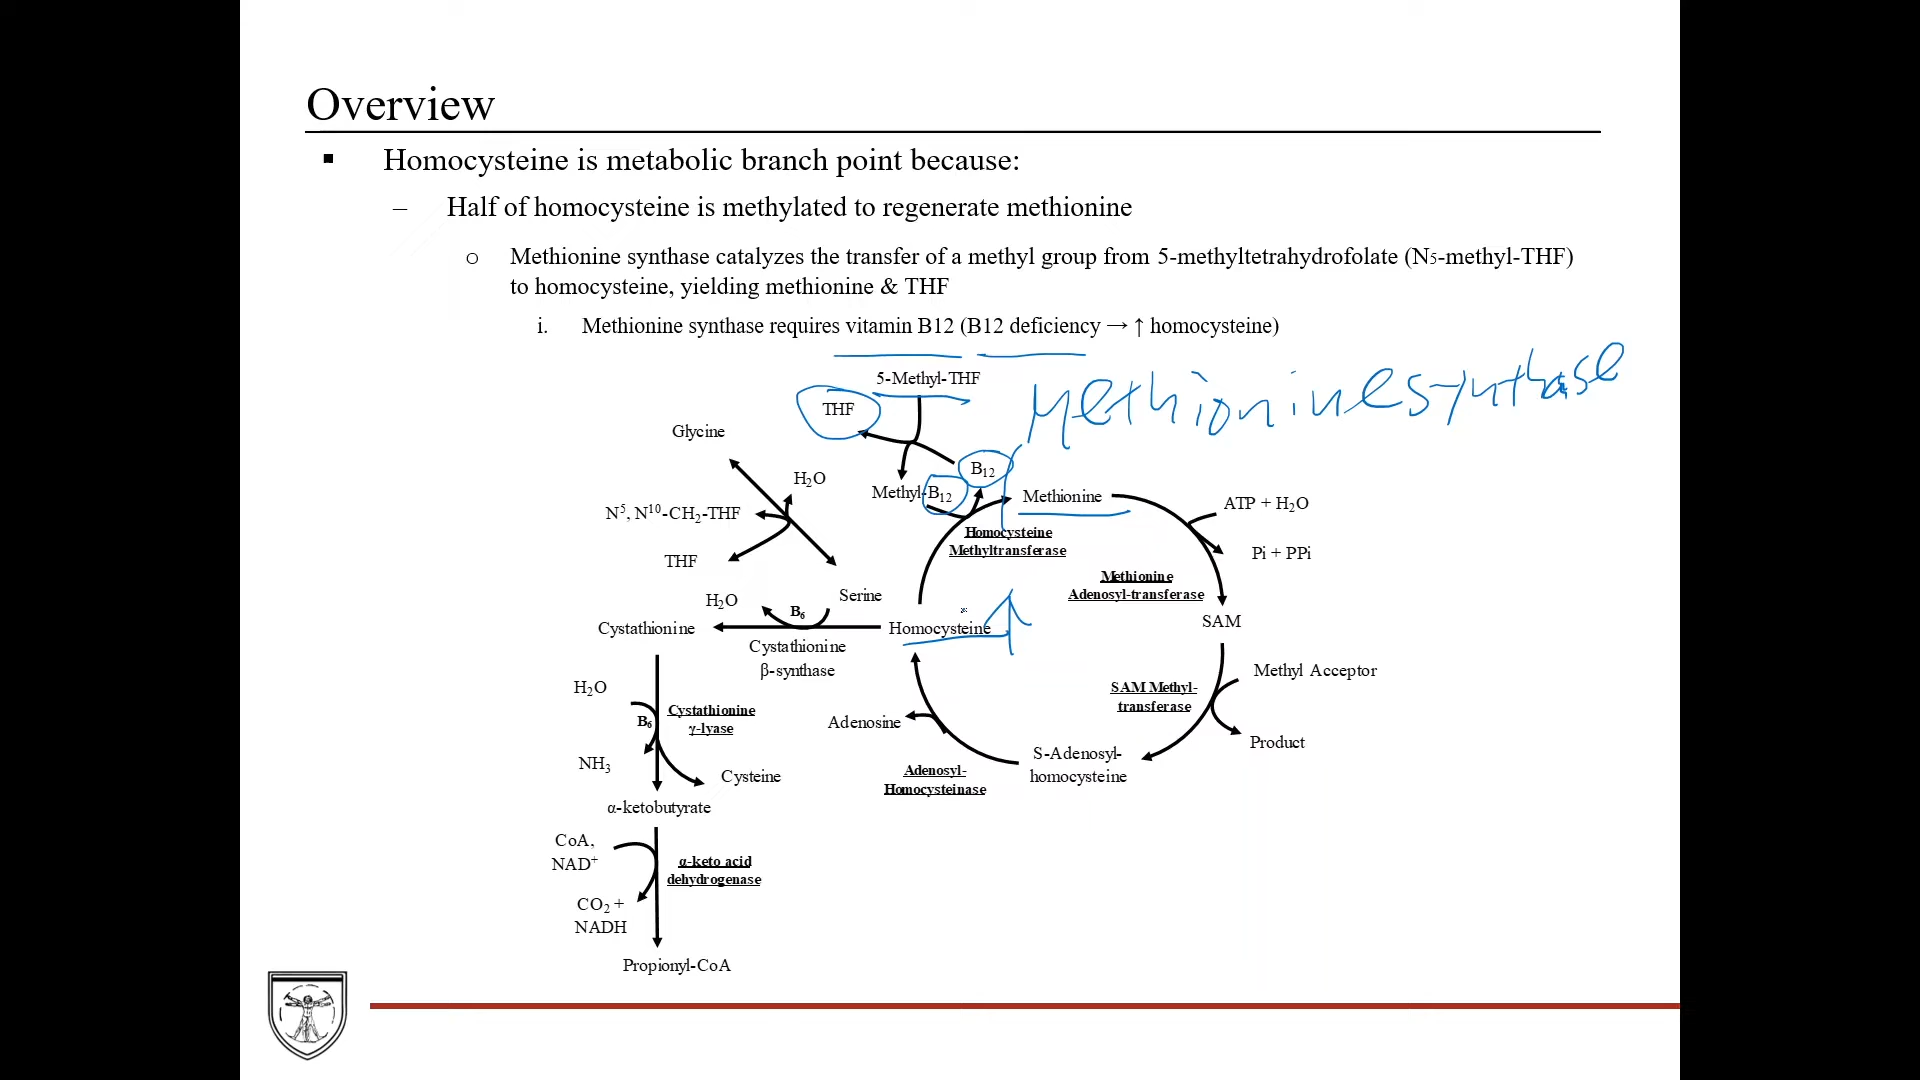 Overview
▪ Homocysteine is metabolic branch point because:
– Half of homocysteine is methylated to regenerate methionine
o Methionine synthase catalyzes the transfer of a methyl group from 5-methyltetrahydrofolate (N5-methyl-THF)
to homocysteine, yielding methionine & THF
i. Methionine synthase requires vitamin B12 (B12 deficiency → ↑ homocysteine)
5-Methyl-THF
Methionine synthase
THF
Glycine
B12
H2O
Methyl-B12
Methionine
ATP + H2O
N5, N10-CH2-THF
Homocysteine
Methyltransferase
Pi + PPi
THF
Methionine
Adenosyl-transferase
Serine
H2O
B6
SAM
Cystathionine
Homocysteine
↑
Cystathionine
β-synthase
Methyl Acceptor
H2O
SAM Methyl-
transferase
Cystathionine
γ-lyase
B6
Adenosine
Product
S-Adenosyl-
homocysteine
NH3
Cysteine
Adenosyl-
Homocysteinase
α-ketobutyrate
CoA,
NAD+
α-keto acid
dehydrogenase
CO2 +
NADH
Propionyl-CoA